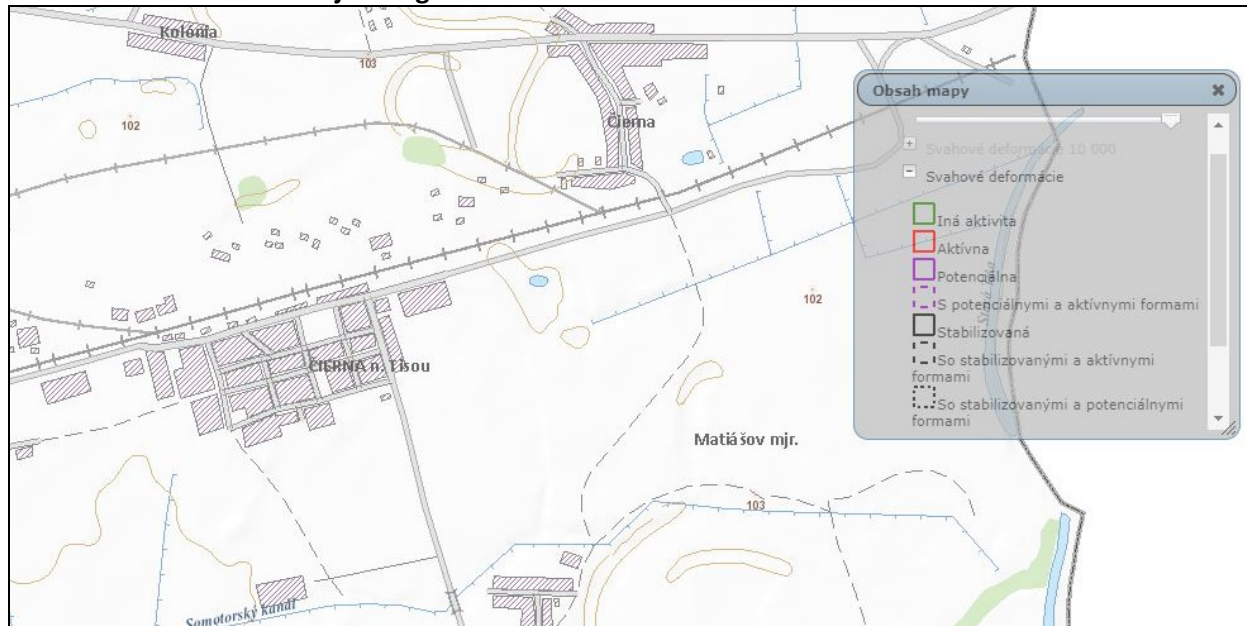 Kolónia
103
102
Čierna
ČIERNA n. Tisou
102
Matiášov mjr.
103
Somotorský kanál
Obsah mapy
Svahové deformácie 10 000
Svahové deformácie
Iná aktivita
Aktívna
Potenciálna
S potenciálnymi a aktívnymi formami
Stabilizovaná
So stabilizovanými a aktívnymi
formami
So stabilizovanými a potenciálnymi
formami